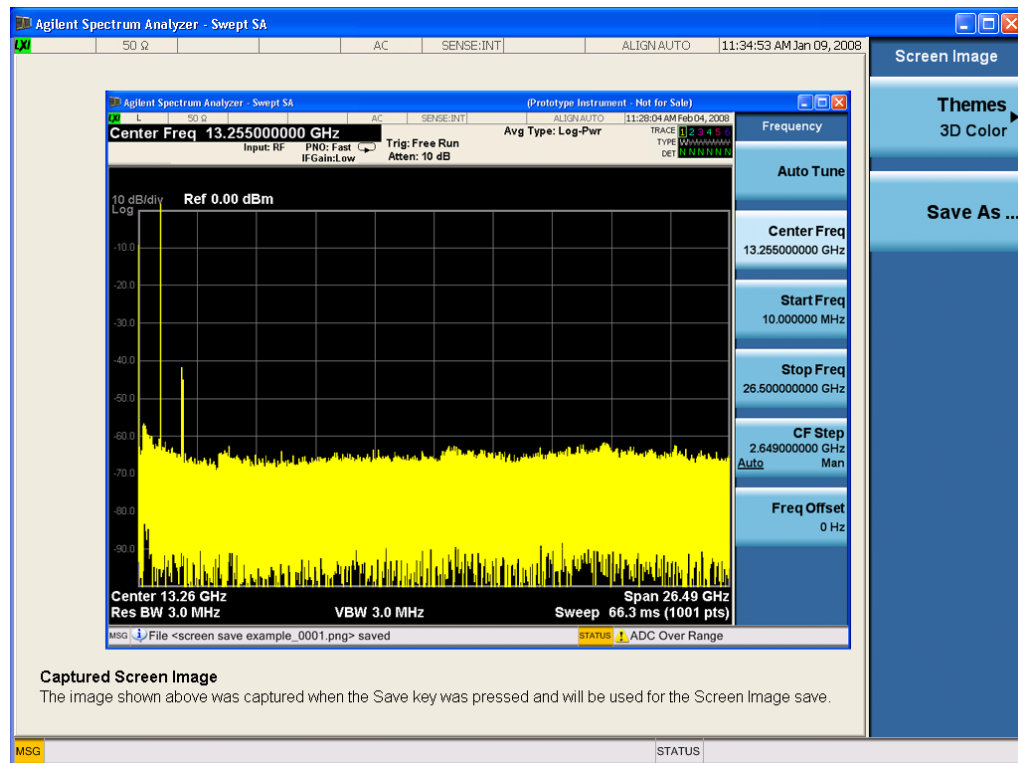 Agilent Spectrum Analyzer - Swept SA
LXI 50 Ω AC SENSE:INT ALIGN AUTO 11:34:53 AM Jan 09, 2008
Screen Image
Themes
3D Color
Save As ...
Agilent Spectrum Analyzer - Swept SA (Prototype Instrument - Not for Sale)
LXI L 50 Ω AC SENSE:INT ALIGN AUTO 11:28:04 AM Feb 04, 2008
Center Freq 13.255000000 GHz
Input: RF PNO: Fast
IFGain:Low
Trig: Free Run
Atten: 10 dB
Avg Type: Log-Pwr
TRACE 1 2 3 4 5 6
TYPE WWWWWW
DET N N N N N N
Frequency
Auto Tune
Center Freq
13.255000000 GHz
Start Freq
10.000000 MHz
Stop Freq
26.500000000 GHz
CF Step
2.649000000 GHz
Auto Man
Freq Offset
0 Hz
10 dB/div Ref 0.00 dBm
Log
-10.0
-20.0
-30.0
-40.0
-50.0
-60.0
-70.0
-80.0
-90.0
Center 13.26 GHz Span 26.49 GHz
Res BW 3.0 MHz VBW 3.0 MHz Sweep 66.3 ms (1001 pts)
MSG File <screen save example_0001.png> saved STATUS ADC Over Range
Captured Screen Image
The image shown above was captured when the Save key was pressed and will be used for the Screen Image save.
MSG STATUS